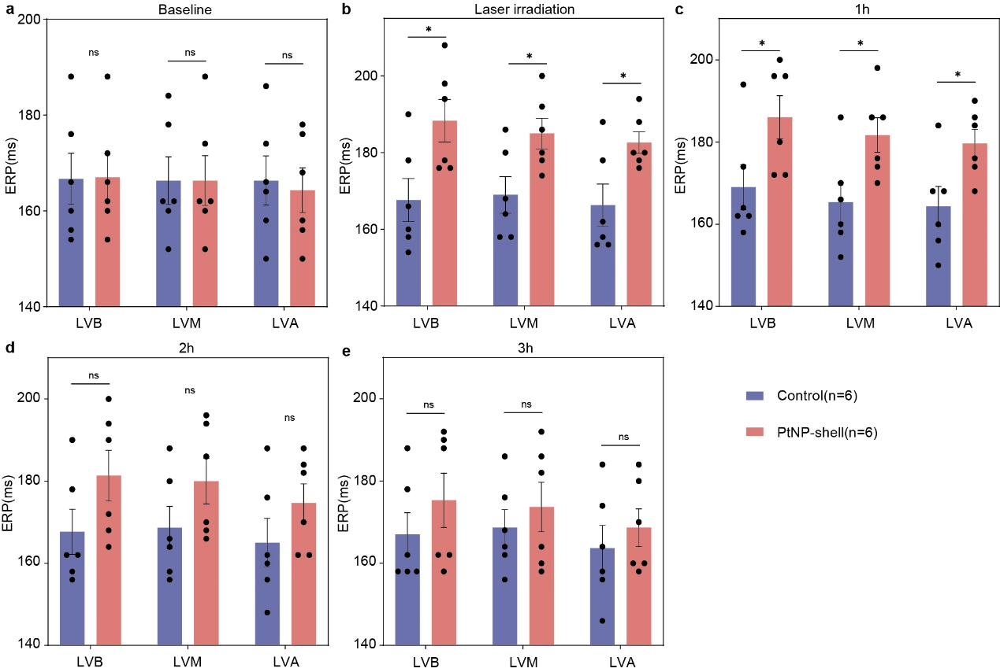 a Baseline
ERP(ms)
200
180
160
140
ns ns ns
LVB LVM LVA
b Laser irradiation
ERP(ms)
200
180
160
140
* * *
LVB LVM LVA
c 1h
ERP(ms)
200
180
160
140
* * *
LVB LVM LVA
d 2h
ERP(ms)
200
180
160
140
ns ns ns
LVB LVM LVA
e 3h
ERP(ms)
200
180
160
140
ns ns ns
LVB LVM LVA
Control(n=6)
PtNP-shell(n=6)